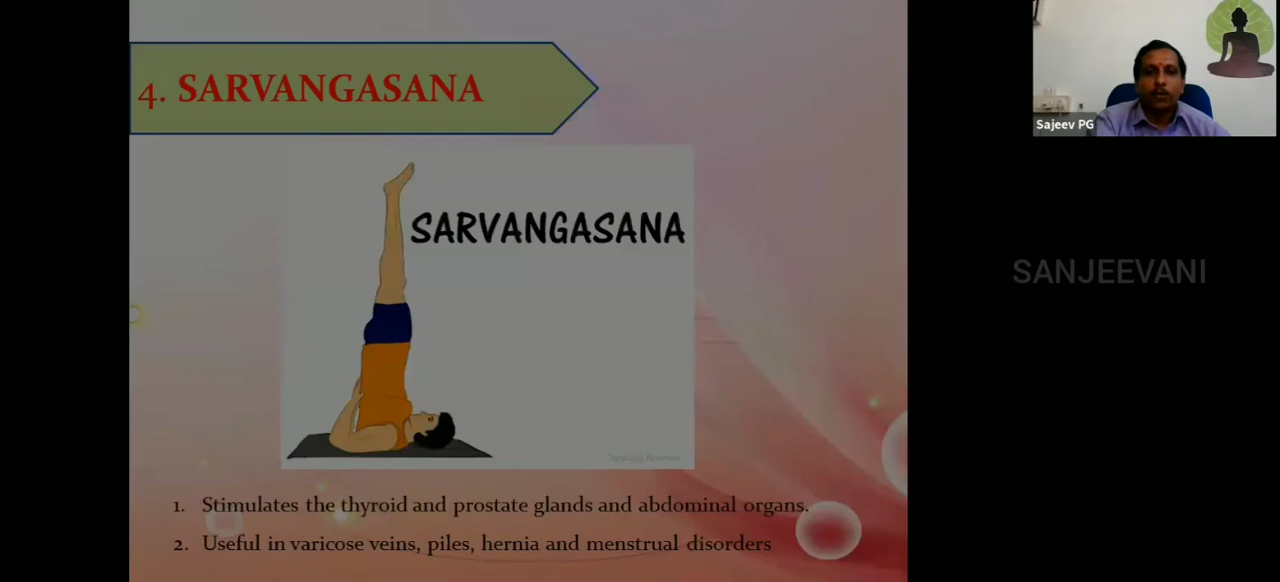 4. SARVANGASANA
SARVANGASANA
1. Stimulates the thyroid and prostate glands and abdominal organs.
2. Useful in varicose veins, piles, hernia and menstrual disorders
Sajeev PG
SANJEEVANI